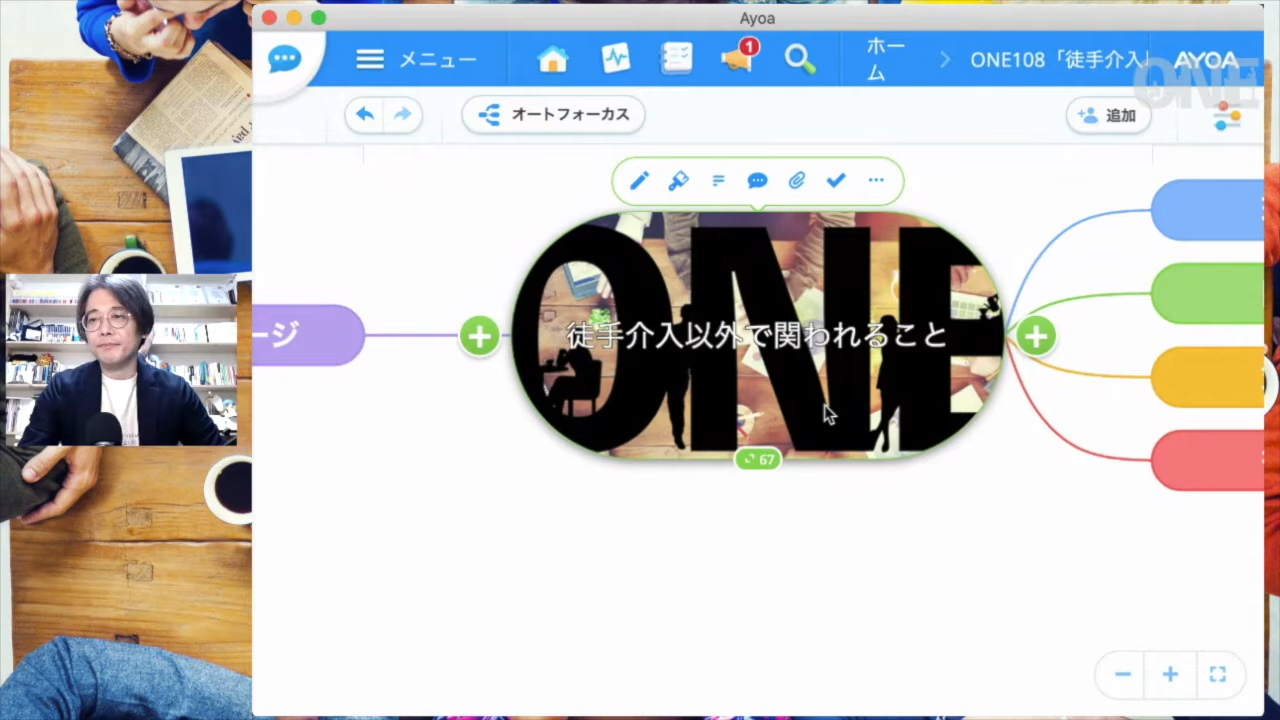 Ayoa
メニュー
1
ホーム
ONE108「徒手介入」
AYOA
ONE
オートフォーカス
追加
ージ
ONE
徒手介入以外で関われること
67